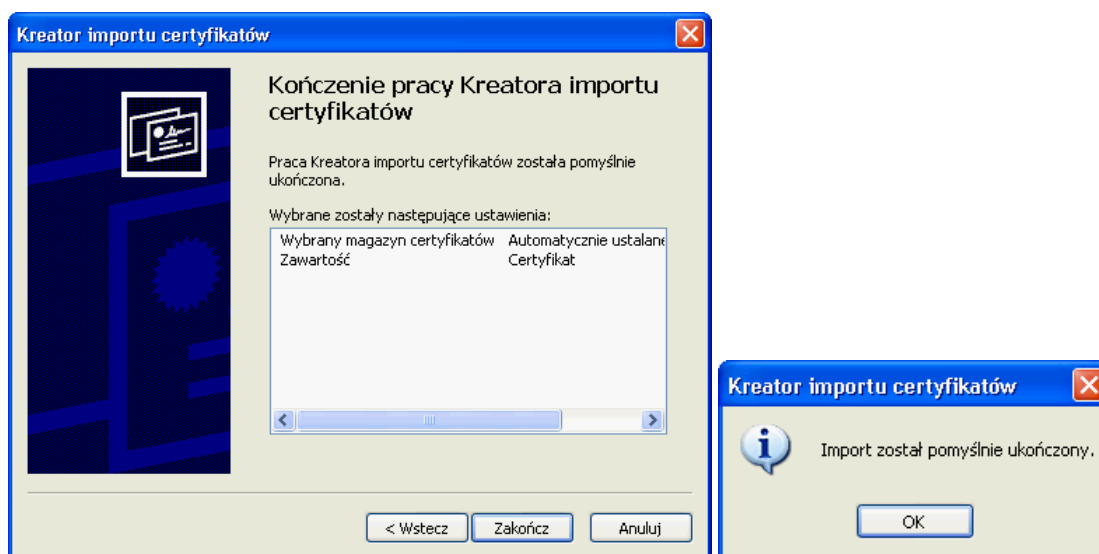 Kreator importu certyfikatów
Kończenie pracy Kreatora importu
certyfikatów
Praca Kreatora importu certyfikatów została pomyślnie
ukończona.
Wybrane zostały następujące ustawienia:
Wybrany magazyn certyfikatów Automatycznie ustalane
Zawartość Certyfikat
< Wstecz Zakończ Anuluj
Kreator importu certyfikatów
Import został pomyślnie ukończony.
OK